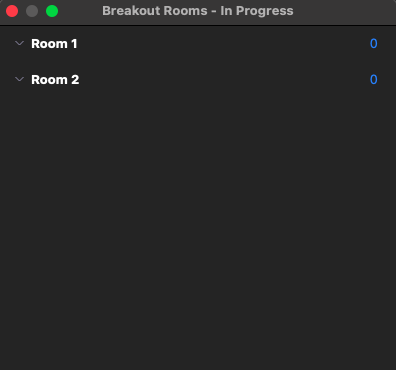 Breakout Rooms - In Progress
Room 1 0
Room 2 0